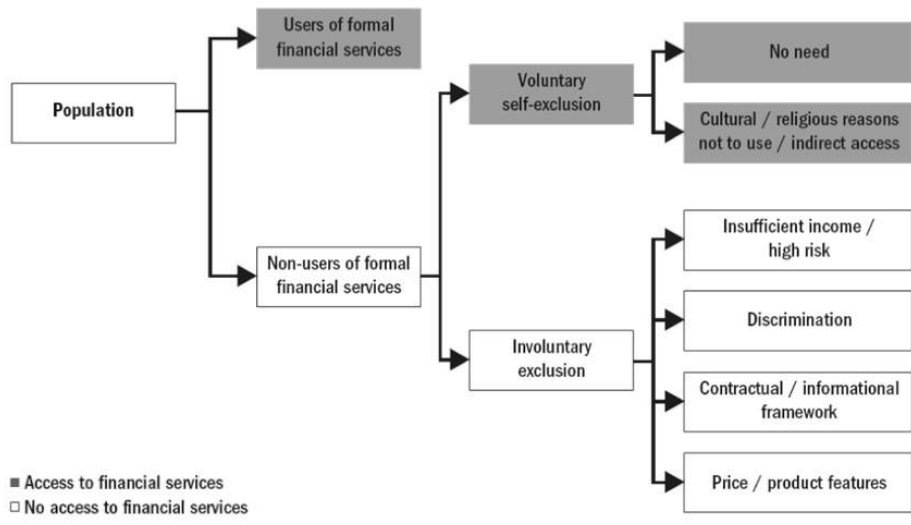 Users of formal
financial services
Population
Non-users of formal
financial services
Voluntary
self-exclusion
Involuntary
exclusion
No need
Cultural / religious reasons
not to use / indirect access
Insufficient income /
high risk
Discrimination
Contractual / informational
framework
Price / product features
Access to financial services
No access to financial services